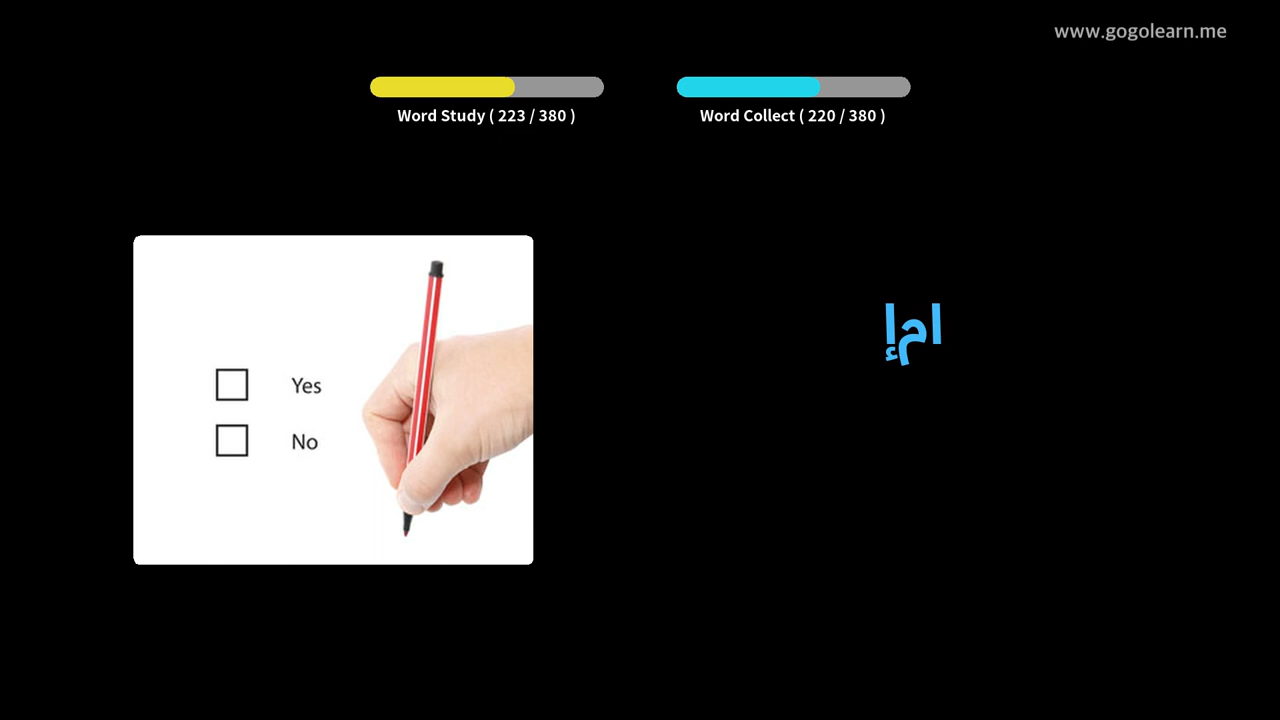 www.gogolearn.me
Word Study ( 223 / 380 )
Word Collect ( 220 / 380 )
إما
Yes
No